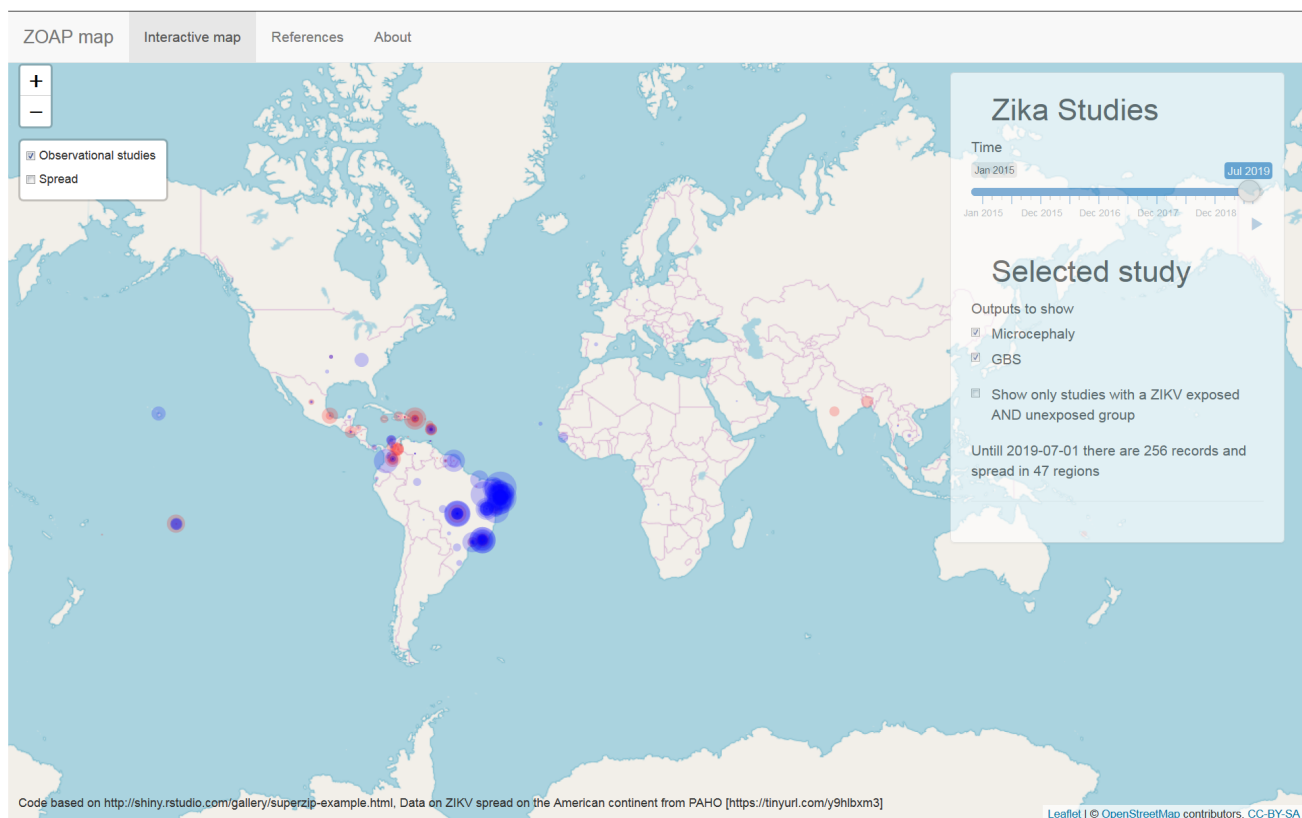 ZOAP map Interactive map References About
+
−
Observational studies
Spread
Zika Studies
Time
Jan 2015 Jul 2019
Jan 2015 Dec 2015 Dec 2016 Dec 2017 Dec 2018
Selected study
Outputs to show
Microcephaly
GBS
Show only studies with a ZIKV exposed
AND unexposed group
Untill 2019-07-01 there are 256 records and
spread in 47 regions
Code based on http://shiny.rstudio.com/gallery/superzip-example.html, Data on ZIKV spread on the American continent from PAHO [https://tinyurl.com/y9hlbxm3]
Leaflet | © OpenStreetMap contributors, CC-BY-SA